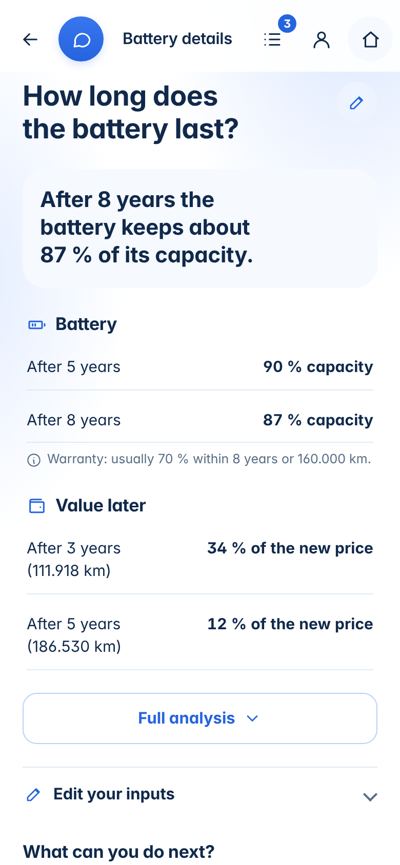 Battery details
3
How long does
the battery last?
After 8 years the
battery keeps about
87 % of its capacity.
Battery
After 5 years 90 % capacity
After 8 years 87 % capacity
Warranty: usually 70 % within 8 years or 160.000 km.
Value later
After 3 years 34 % of the new price
(111.918 km)
After 5 years 12 % of the new price
(186.530 km)
Full analysis
Edit your inputs
What can you do next?